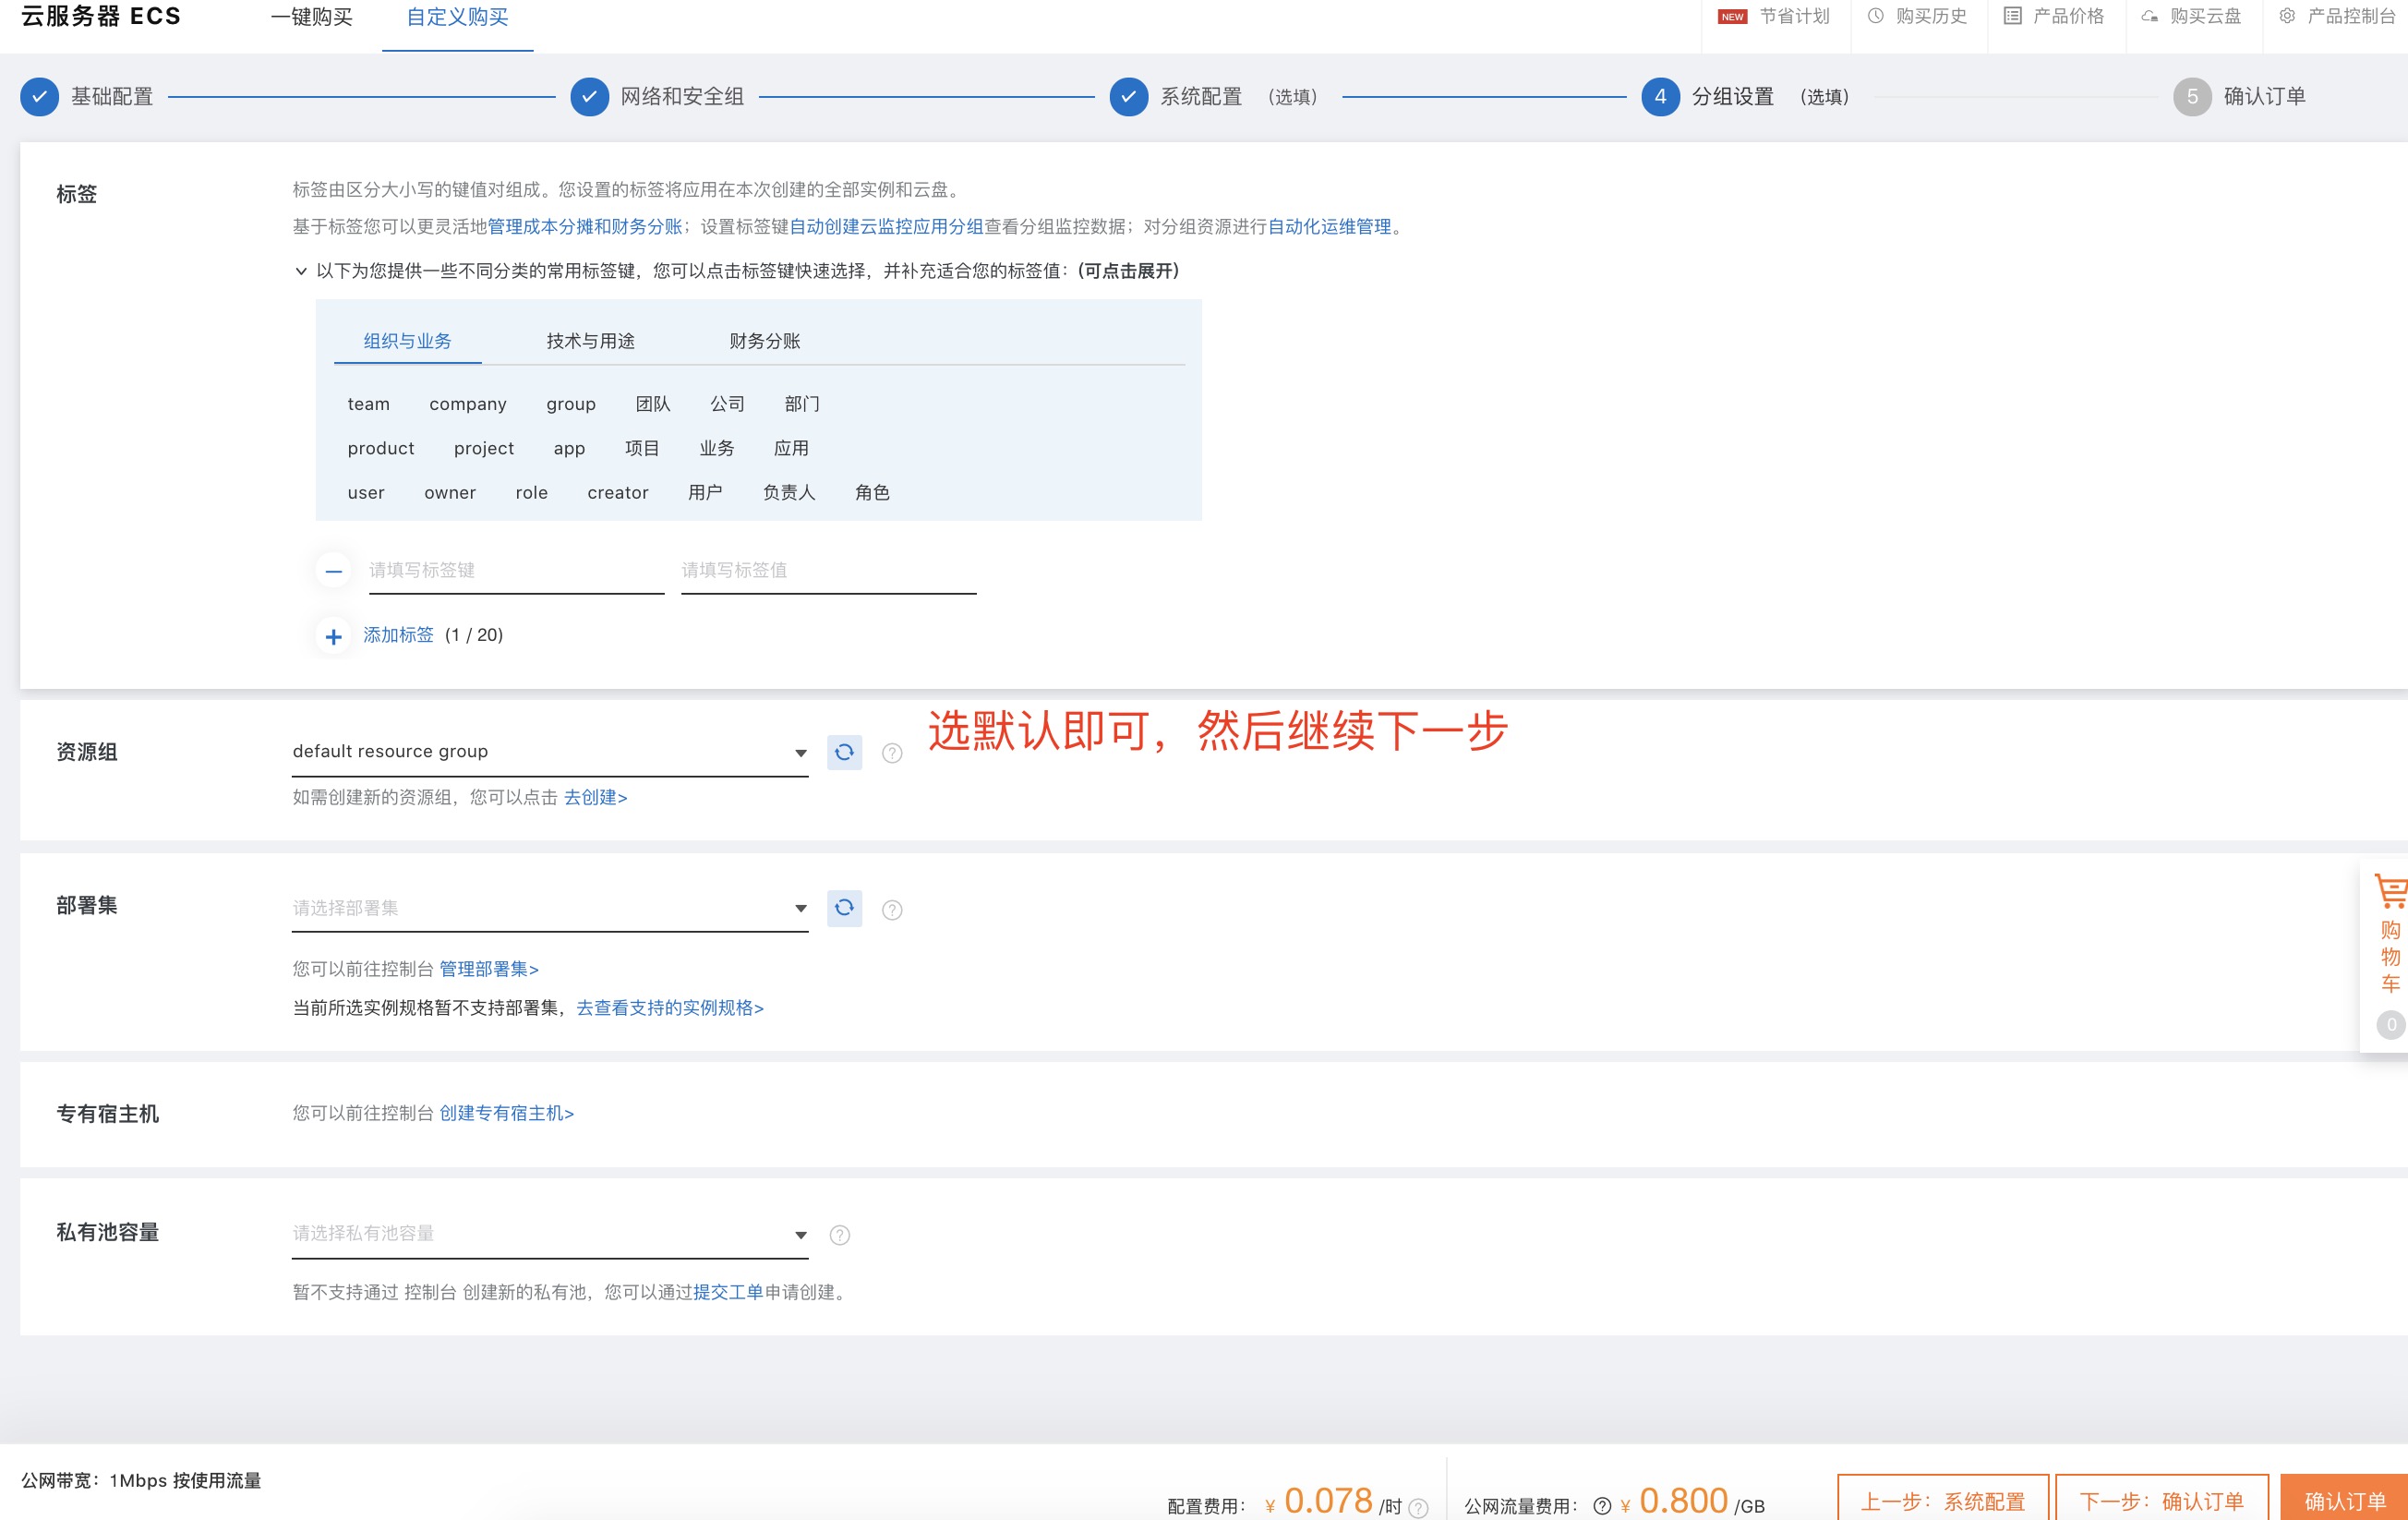 云服务器 ECS 一键购买 自定义购买 NEW 节省计划 购买历史 产品价格 购买云盘 产品控制台
基础配置 网络和安全组 系统配置 （选填） 4 分组设置 （选填） 5 确认订单
标签
标签由区分大小写的键值对组成。您设置的标签将应用在本次创建的全部实例和云盘。
基于标签您可以更灵活地管理成本分摊和财务分账；设置标签键自动创建云监控应用分组查看分组监控数据；对分组资源进行自动化运维管理。
以下为您提供一些不同分类的常用标签键，您可以点击标签键快速选择，并补充适合您的标签值：(可点击展开)
组织与业务 技术与用途 财务分账
team company group 团队 公司 部门
product project app 项目 业务 应用
user owner role creator 用户 负责人 角色
请填写标签键 请填写标签值
添加标签 (1 / 20)
选默认即可，然后继续下一步
资源组 default resource group
如需创建新的资源组，您可以点击 去创建>
部署集 请选择部署集
您可以前往控制台 管理部署集>
当前所选实例规格暂不支持部署集，去查看支持的实例规格>
购物车
0
专有宿主机 您可以前往控制台 创建专有宿主机>
私有池容量 请选择私有池容量
暂不支持通过 控制台 创建新的私有池，您可以通过提交工单申请创建。
公网带宽：1Mbps 按使用流量
配置费用： ¥ 0.078 /时 公网流量费用： ¥ 0.800 /GB 上一步：系统配置 下一步：确认订单 确认订单